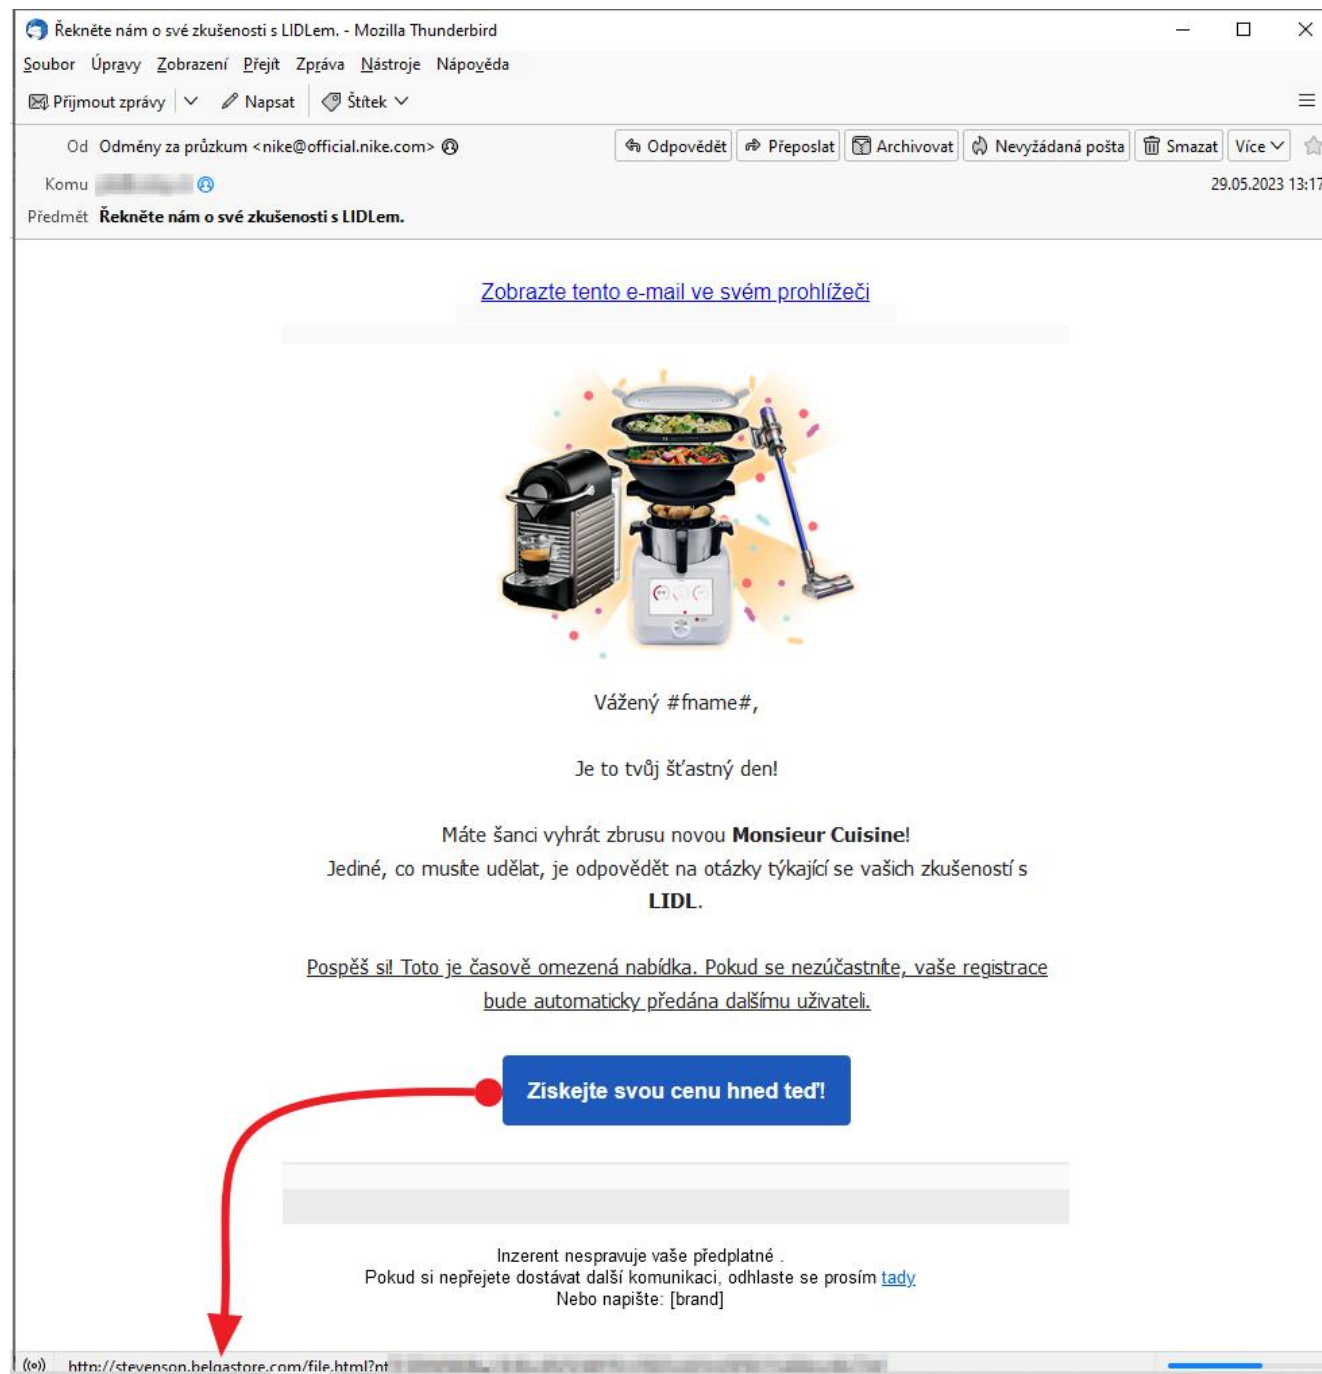 Řekněte nám o své zkušenosti s LIDLem. - Mozilla Thunderbird
Soubor Úpravy Zobrazení Přejít Zpráva Nástroje Nápověda
Přijmout zprávy Napsat Štítek
Od Odměny za průzkum <nike@official.nike.com> Odpovědět Přeposlat Archivovat Nevyžádaná pošta Smazat Více
Komu 29.05.2023 13:17
Předmět Řekněte nám o své zkušenosti s LIDLem.
Zobrazte tento e-mail ve svém prohlížeči
Vážený #fname#,
Je to tvůj šťastný den!
Máte šanci vyhrát zbrusu novou Monsieur Cuisine!
Jediné, co musíte udělat, je odpovědět na otázky týkající se vašich zkušeností s
LIDL.
Pospěš si! Toto je časově omezená nabídka. Pokud se nezúčastníte, vaše registrace
bude automaticky předána dalšímu uživateli.
Získejte svou cenu hned teď!
Inzerent nespravuje vaše předplatné .
Pokud si nepřejete dostávat další komunikaci, odhlaste se prosím tady
Nebo napište: [brand]
http://stevenson.belgastore.com/file.html?nt